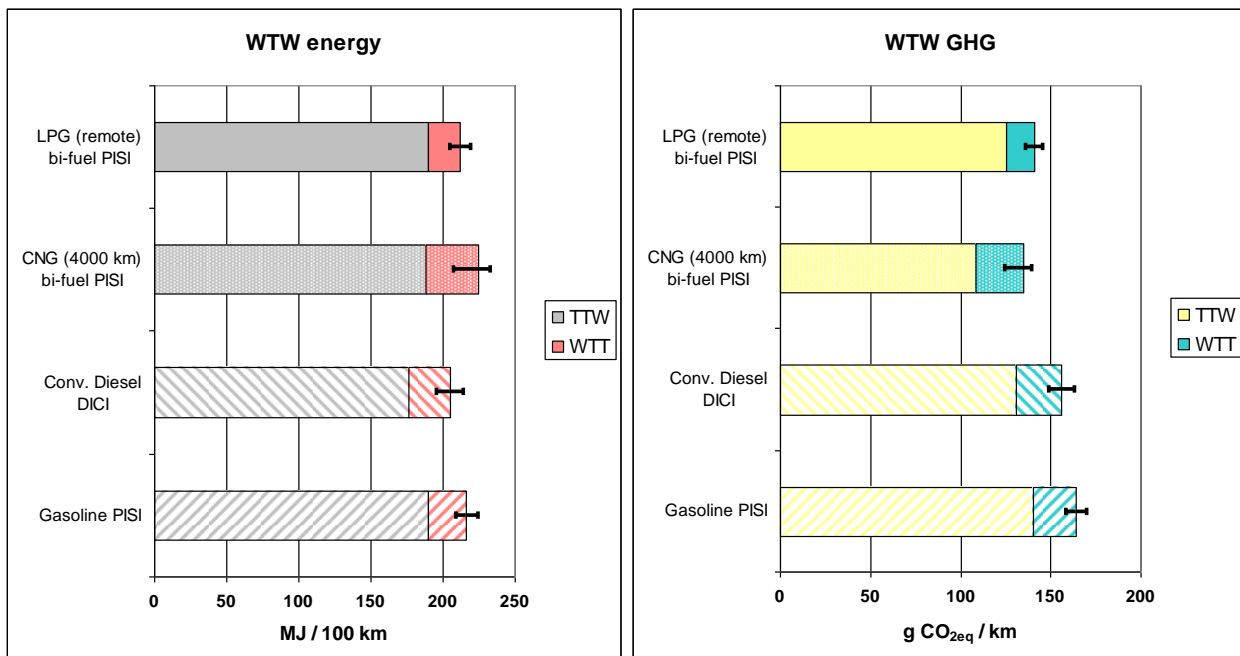 WTW energy
LPG (remote)
bi-fuel PISI
CNG (4000 km)
bi-fuel PISI
Conv. Diesel
DICI
Gasoline PISI
0 50 100 150 200 250
MJ / 100 km
TTW
WTT
WTW GHG
LPG (remote)
bi-fuel PISI
CNG (4000 km)
bi-fuel PISI
Conv. Diesel
DICI
Gasoline PISI
0 50 100 150 200
g CO2eq / km
TTW
WTT